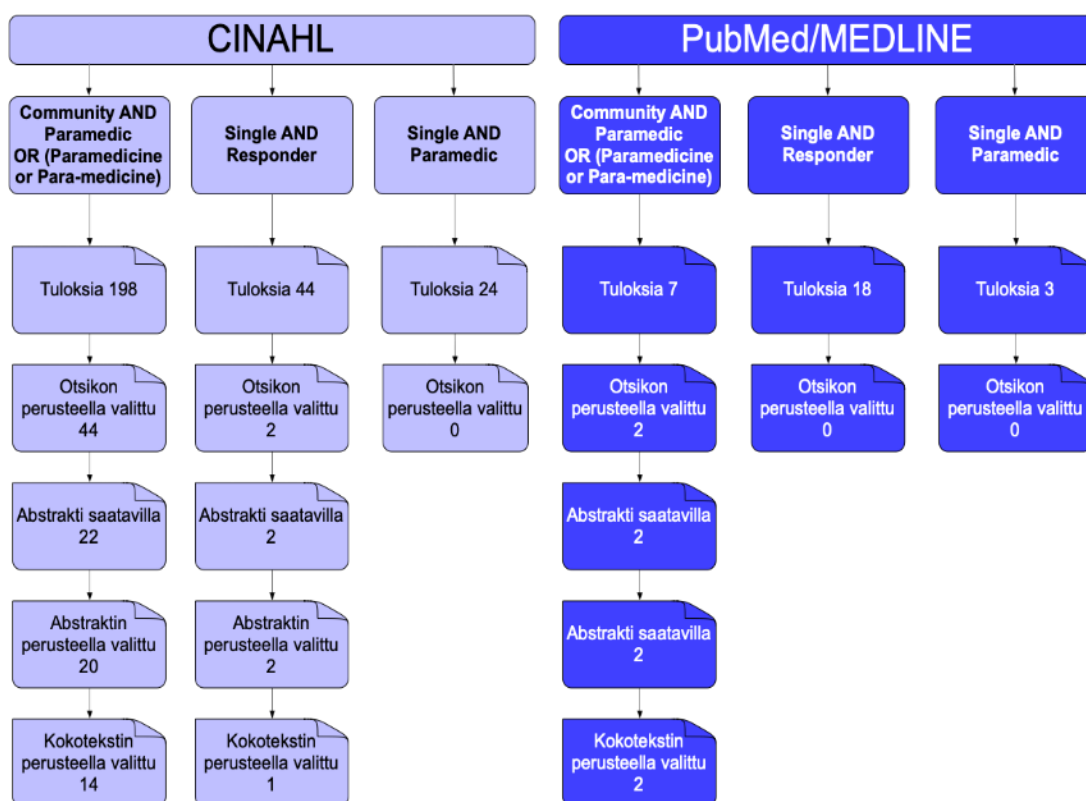 CINAHL
Community AND
Paramedic
OR (Paramedicine
or Para-medicine)
Single AND
Responder
Single AND
Paramedic
Tuloksia 198
Tuloksia 44
Tuloksia 24
Otsikon
perusteella valittu
44
Otsikon
perusteella valittu
2
Otsikon
perusteella valittu
0
Abstrakti saatavilla
22
Abstrakti saatavilla
2
Abstraktin
perusteella valittu
20
Abstraktin
perusteella valittu
2
Kokotekstin
perusteella valittu
14
Kokotekstin
perusteella valittu
1
PubMed/MEDLINE
Community AND
Paramedic
OR (Paramedicine
or Para-medicine)
Single AND
Responder
Single AND
Paramedic
Tuloksia 7
Tuloksia 18
Tuloksia 3
Otsikon
perusteella valittu
2
Otsikon
perusteella valittu
0
Otsikon
perusteella valittu
0
Abstrakti saatavilla
2
Abstrakti saatavilla
2
Kokotekstin
perusteella valittu
2